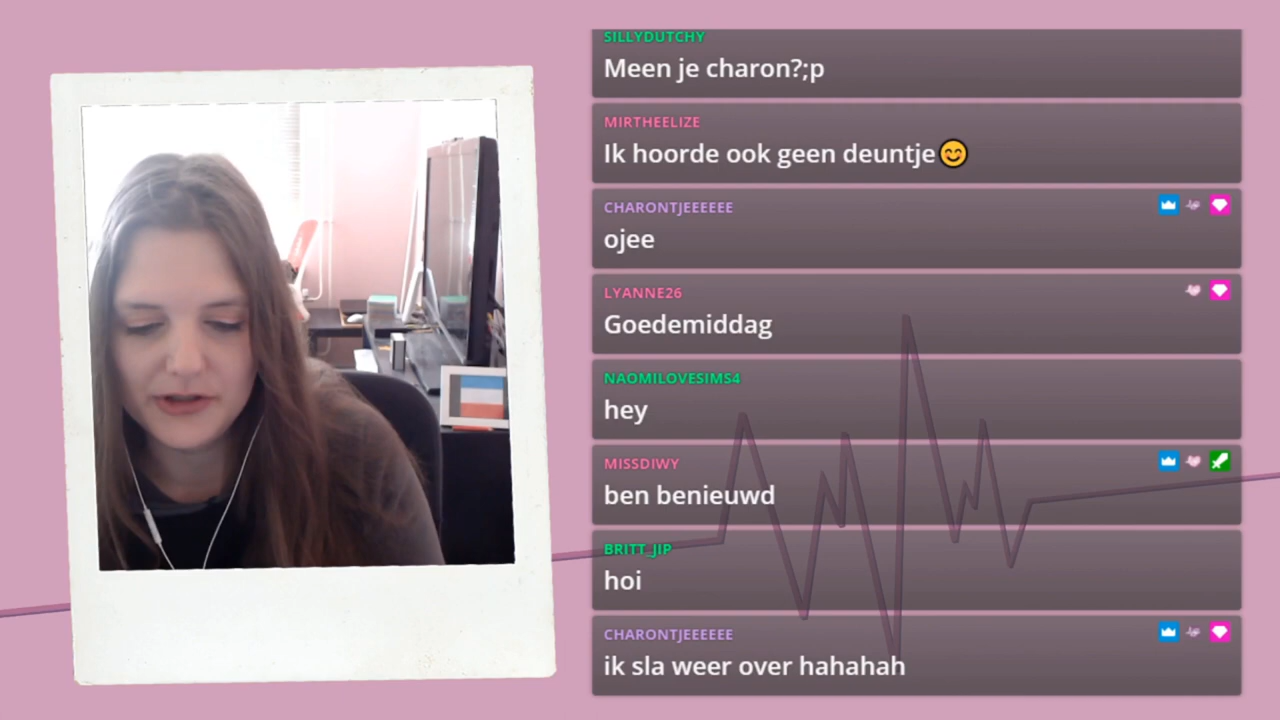 SILLYDUTCHY
Meen je charon?;p
MIRTHEELIZE
Ik hoorde ook geen deuntje😊
CHARONTJEEEEEE
ojee
LYANNE26
Goedemiddag
NAOMILOVESIMS4
hey
MISSDIWY
ben benieuwd
BRITT_JIP
hoi
CHARONTJEEEEEE
ik sla weer over hahahah